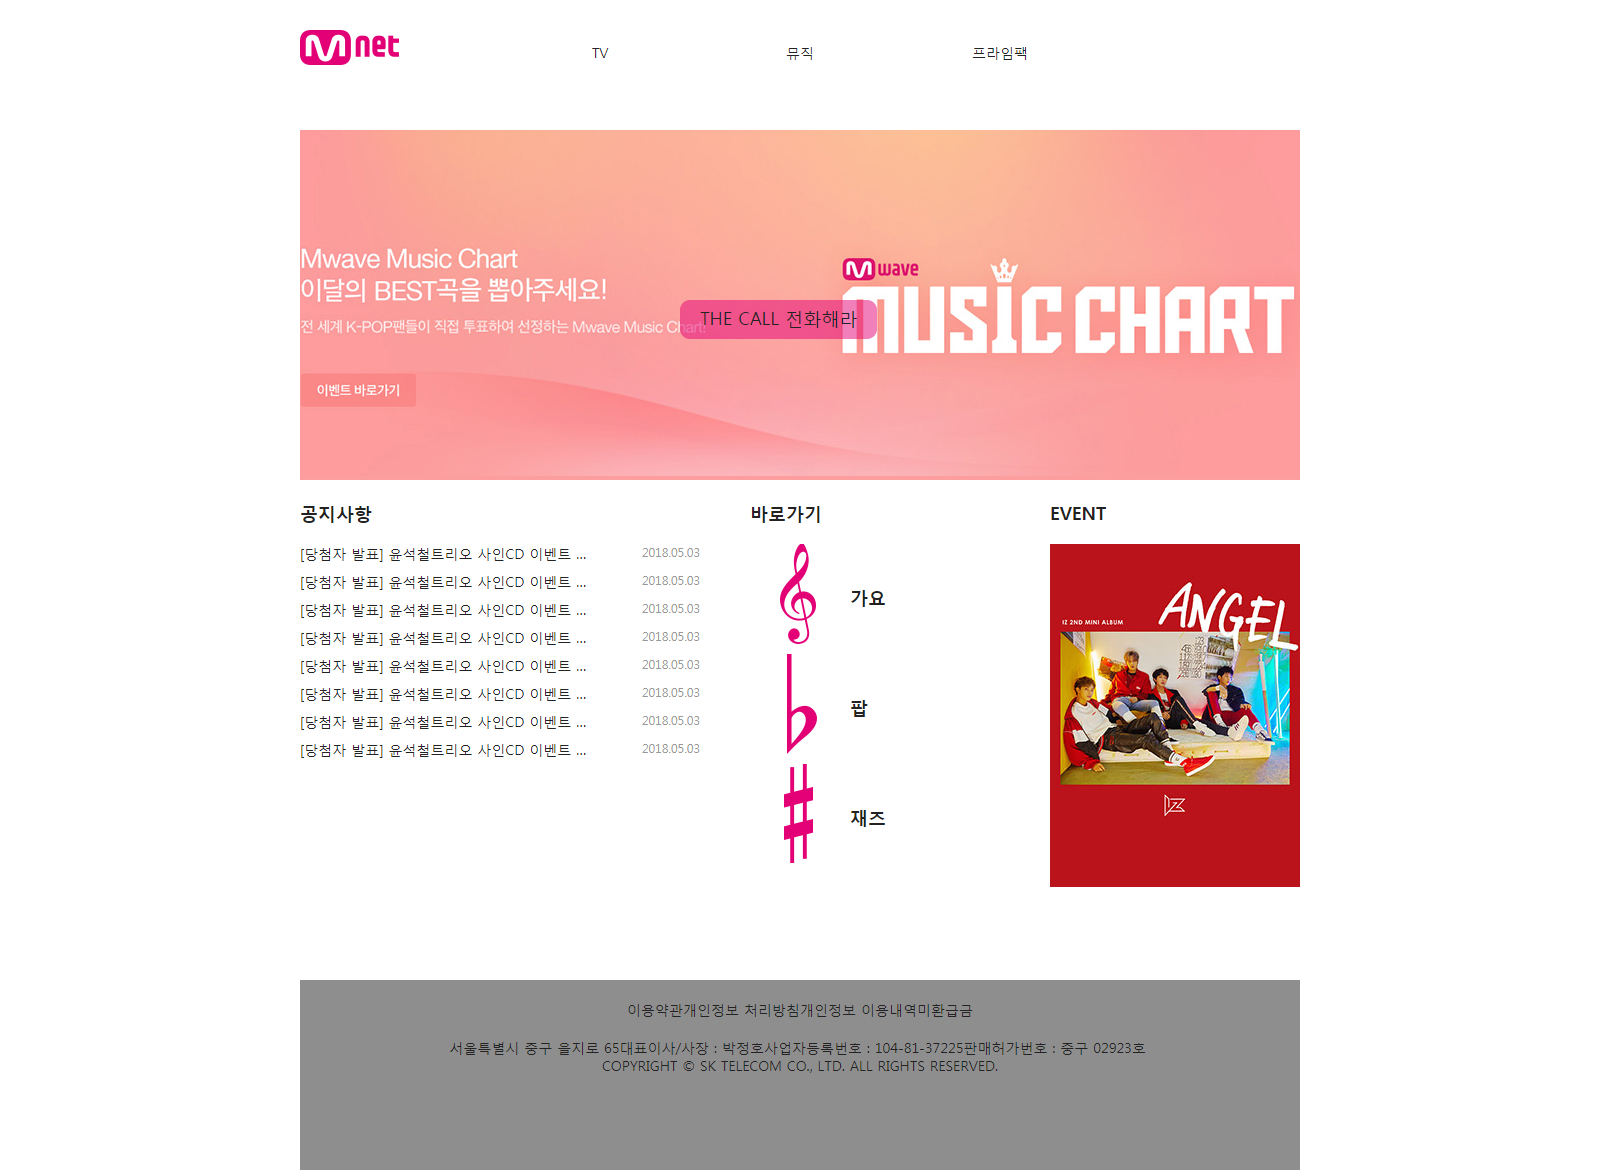 Mnet
TV
뮤직
프라임팩
Mwave Music Chart
이달의 BEST곡을 뽑아주세요!
전 세계 K-POP팬들이 직접 투표하여 선정하는 Mwave Music Chart!
이벤트 바로가기
THE CALL 전화해라
M wave
MUSIC CHART
공지사항
[당첨자 발표] 윤석철트리오 사인CD 이벤트 ... 2018.05.03
[당첨자 발표] 윤석철트리오 사인CD 이벤트 ... 2018.05.03
[당첨자 발표] 윤석철트리오 사인CD 이벤트 ... 2018.05.03
[당첨자 발표] 윤석철트리오 사인CD 이벤트 ... 2018.05.03
[당첨자 발표] 윤석철트리오 사인CD 이벤트 ... 2018.05.03
[당첨자 발표] 윤석철트리오 사인CD 이벤트 ... 2018.05.03
[당첨자 발표] 윤석철트리오 사인CD 이벤트 ... 2018.05.03
[당첨자 발표] 윤석철트리오 사인CD 이벤트 ... 2018.05.03
바로가기
가요
팝
재즈
EVENT
ANGEL
IZ 2ND MINI ALBUM
IZ
이용약관개인정보 처리방침개인정보 이용내역미환급금
서울특별시 중구 을지로 65대표이사/사장 : 박정호사업자등록번호 : 104-81-37225판매허가번호 : 중구 02923호
COPYRIGHT © SK TELECOM CO., LTD. ALL RIGHTS RESERVED.